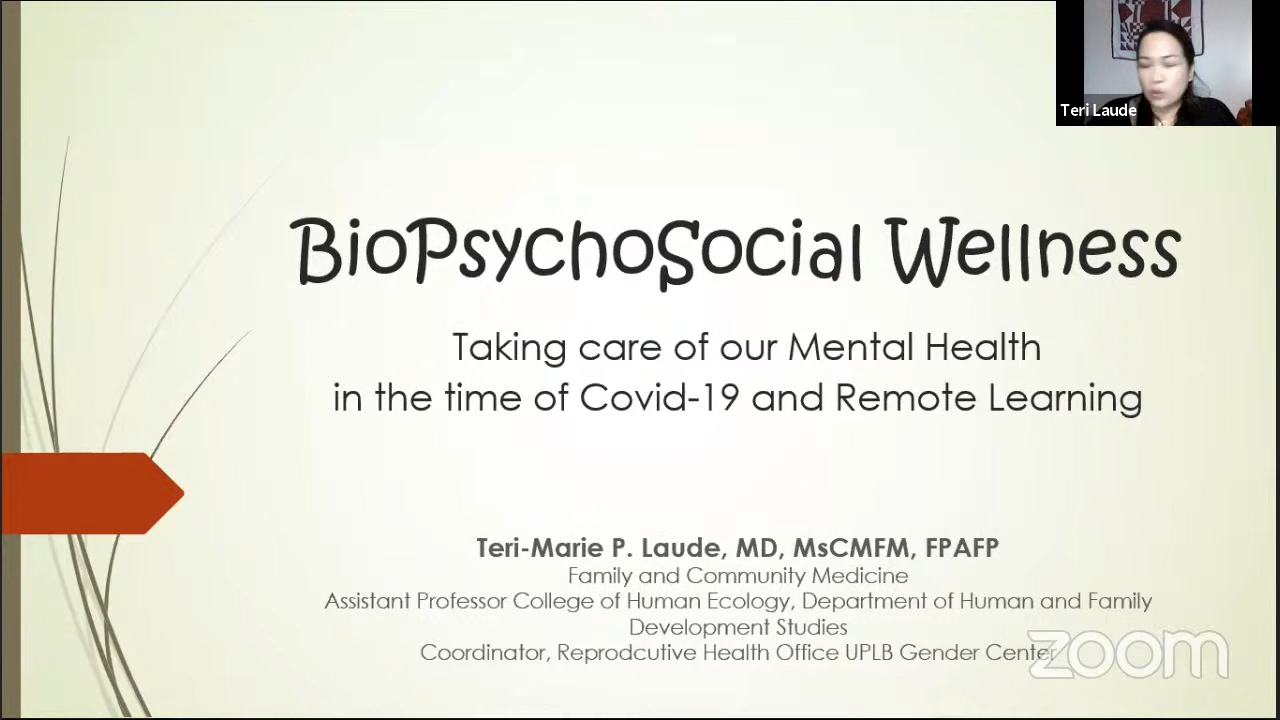 Teri Laude
BioPsychoSocial Wellness
Taking care of our Mental Health
in the time of Covid-19 and Remote Learning
Teri-Marie P. Laude, MD, MsCMFM, FPAFP
Family and Community Medicine
Assistant Professor College of Human Ecology, Department of Human and Family
Development Studies
Coordinator, Reprodcutive Health Office UPLB Gender Center
zoom